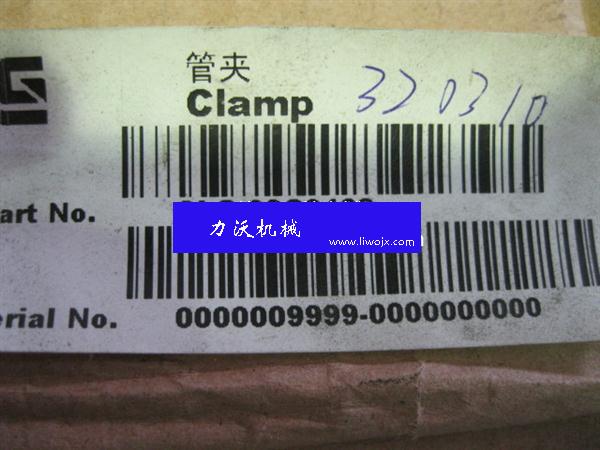 管夹
Clamp 320310
art No.
力沃机械
www.liwojx.com
erial No. 0000009999-0000000000